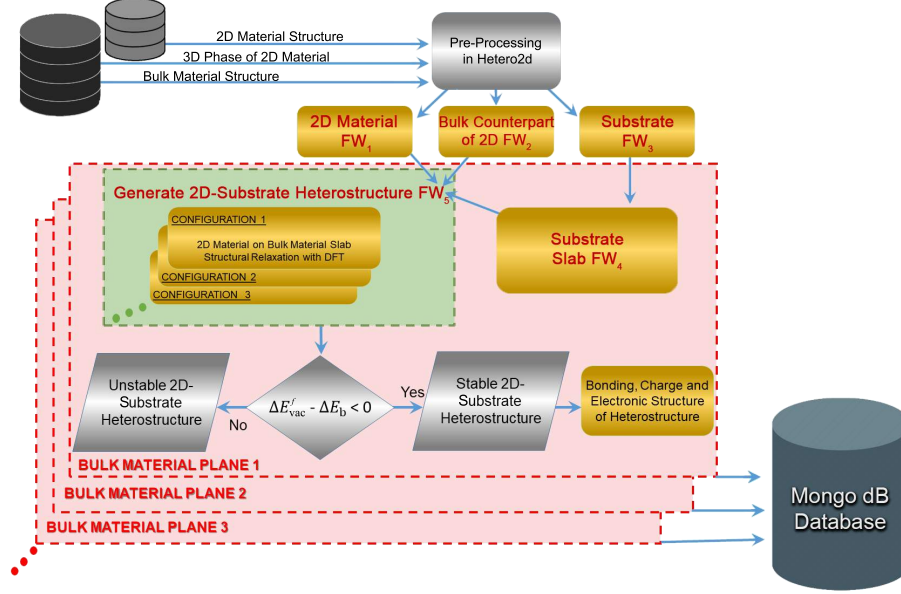 2D Material Structure
3D Phase of 2D Material
Bulk Material Structure
Pre-Processing
in Hetero2d
2D Material
FW₁
Bulk Counterpart
of 2D FW₂
Substrate
FW₃
Generate 2D-Substrate Heterostructure FW₅
CONFIGURATION 1
2D Material on Bulk Material Slab
Structural Relaxation with DFT
CONFIGURATION 2
CONFIGURATION 3
Substrate
Slab FW₄
Unstable 2D-
Substrate
Heterostructure
No
ΔE^f_vac - ΔE_b < 0
Yes
Stable 2D-
Substrate
Heterostructure
Bonding, Charge and
Electronic Structure
of Heterostructure
BULK MATERIAL PLANE 1
BULK MATERIAL PLANE 2
BULK MATERIAL PLANE 3
Mongo dB
Database